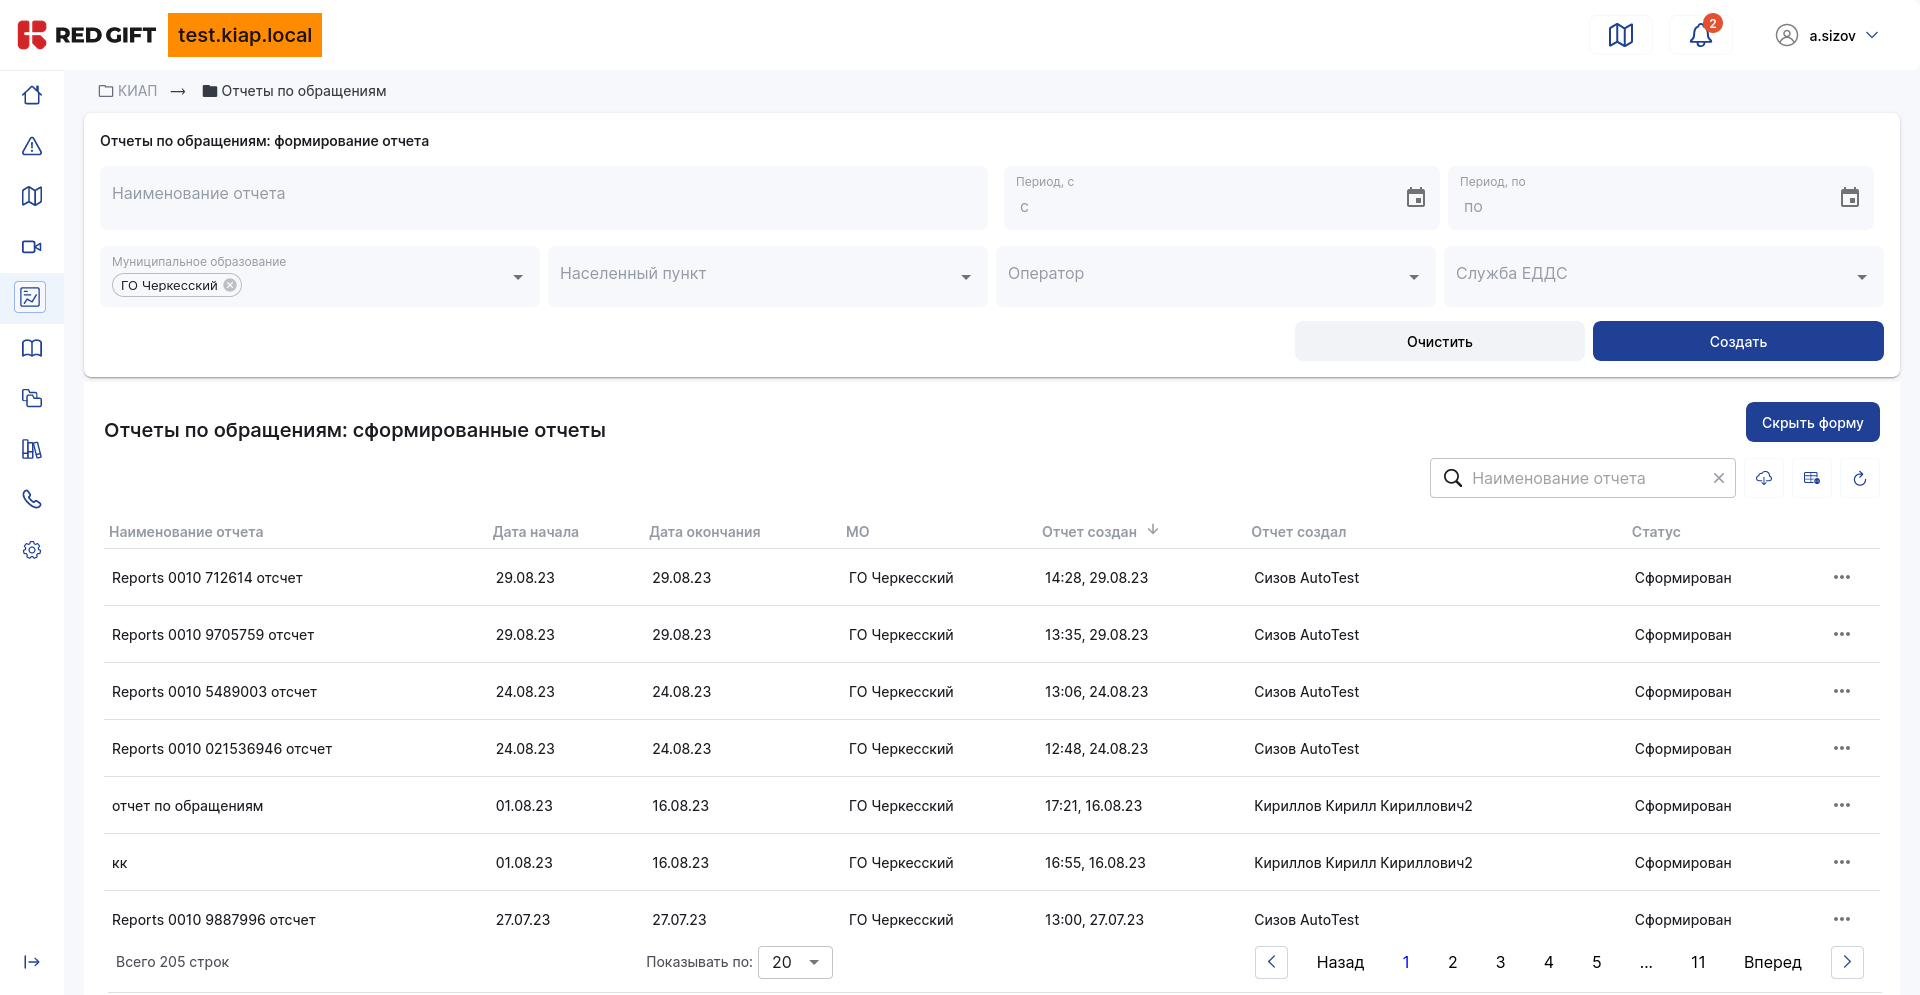 RED GIFT test.kiap.local 2 a.sizov
КИАП → Отчеты по обращениям
Отчеты по обращениям: формирование отчета
Наименование отчета Период, с с Период, по по
Муниципальное образование ГО Черкесский Населенный пункт Оператор Служба ЕДДС
Очистить Создать
Отчеты по обращениям: сформированные отчеты Скрыть форму
Наименование отчета
Наименование отчета Дата начала Дата окончания МО Отчет создан Отчет создал Статус
Reports 0010 712614 отсчет 29.08.23 29.08.23 ГО Черкесский 14:28, 29.08.23 Сизов AutoTest Сформирован
Reports 0010 9705759 отсчет 29.08.23 29.08.23 ГО Черкесский 13:35, 29.08.23 Сизов AutoTest Сформирован
Reports 0010 5489003 отсчет 24.08.23 24.08.23 ГО Черкесский 13:06, 24.08.23 Сизов AutoTest Сформирован
Reports 0010 021536946 отсчет 24.08.23 24.08.23 ГО Черкесский 12:48, 24.08.23 Сизов AutoTest Сформирован
отчет по обращениям 01.08.23 16.08.23 ГО Черкесский 17:21, 16.08.23 Кириллов Кирилл Кириллович2 Сформирован
кк 01.08.23 16.08.23 ГО Черкесский 16:55, 16.08.23 Кириллов Кирилл Кириллович2 Сформирован
Reports 0010 9887996 отсчет 27.07.23 27.07.23 ГО Черкесский 13:00, 27.07.23 Сизов AutoTest Сформирован
Всего 205 строк Показывать по: 20 Назад 1 2 3 4 5 ... 11 Вперед